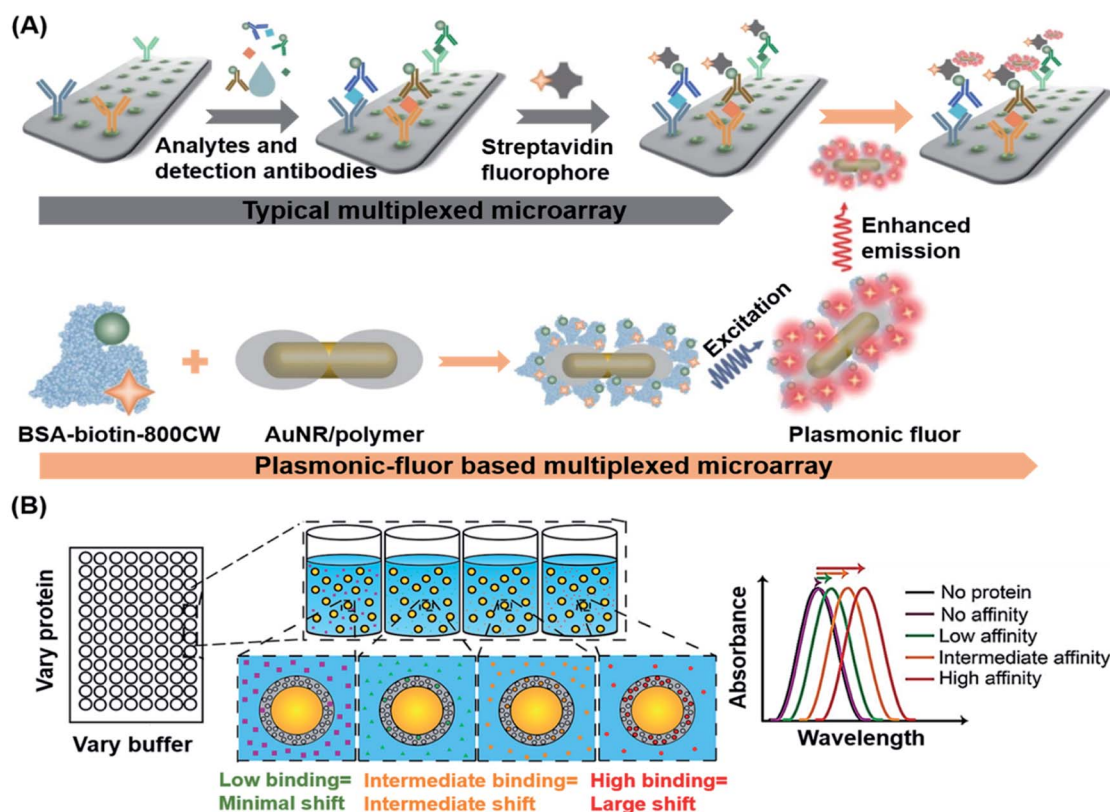 (A)
Analytes and
detection antibodies
Streptavidin
fluorophore
Typical multiplexed microarray
Enhanced
emission
Excitation
BSA-biotin-800CW
AuNR/polymer
Plasmonic fluor
Plasmonic-fluor based multiplexed microarray
(B)
Vary protein
Vary buffer
Low binding=
Minimal shift
Intermediate binding=
Intermediate shift
High binding=
Large shift
Absorbance
Wavelength
No protein
No affinity
Low affinity
Intermediate affinity
High affinity